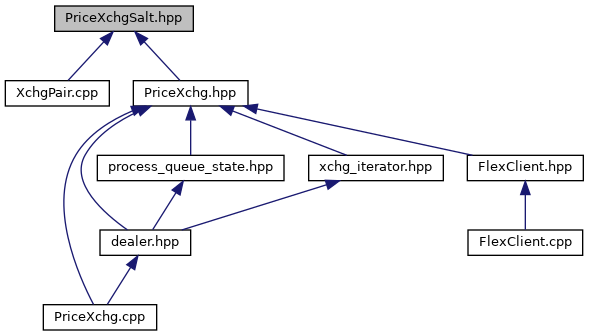 PriceXchgSalt.hpp
XchgPair.cpp
PriceXchg.hpp
process_queue_state.hpp
xchg_iterator.hpp
FlexClient.hpp
dealer.hpp
FlexClient.cpp
PriceXchg.cpp